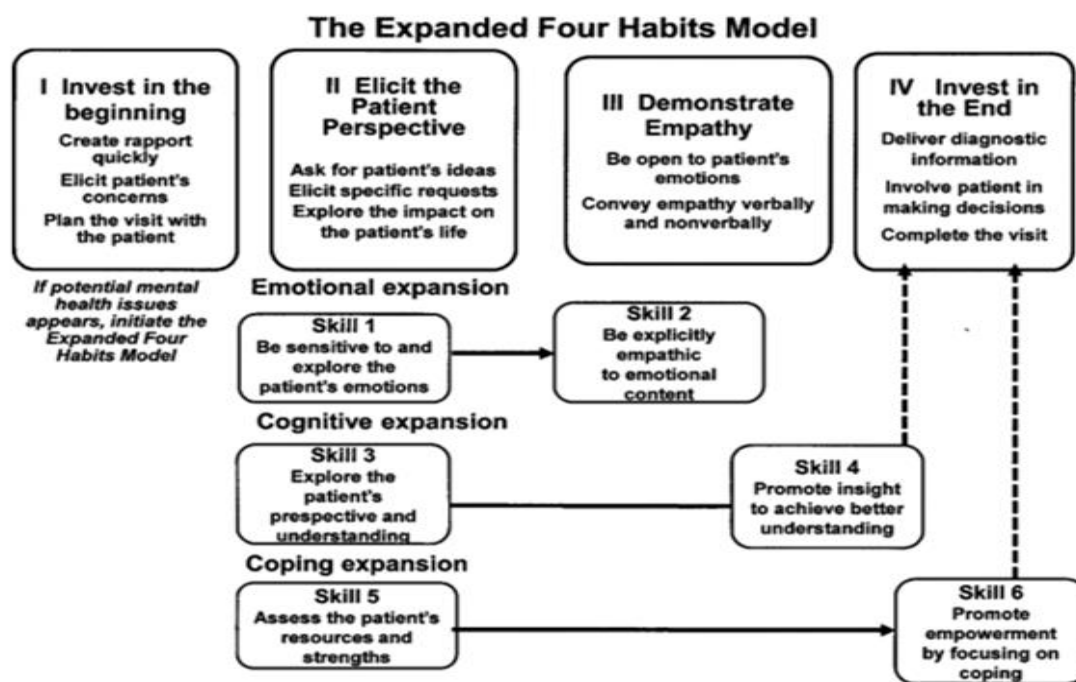 The Expanded Four Habits Model
I Invest in the
beginning
Create rapport
quickly
Elicit patient's
concerns
Plan the visit with
the patient
II Elicit the
Patient
Perspective
Ask for patient's ideas
Elicit specific requests
Explore the impact on
the patient's life
III Demonstrate
Empathy
Be open to patient's
emotions
Convey empathy verbally
and nonverbally
IV Invest in
the End
Deliver diagnostic
information
Involve patient in
making decisions
Complete the visit
If potential mental
health issues
appears, initiate the
Expanded Four
Habits Model
Emotional expansion
Skill 1
Be sensitive to and
explore the
patient's emotions
Skill 2
Be explicitly
empathic
to emotional
content
Cognitive expansion
Skill 3
Explore the
patient's
prespective and
understanding
Skill 4
Promote insight
to achieve better
understanding
Coping expansion
Skill 5
Assess the patient's
resources and
strengths
Skill 6
Promote
empowerment
by focusing on
coping